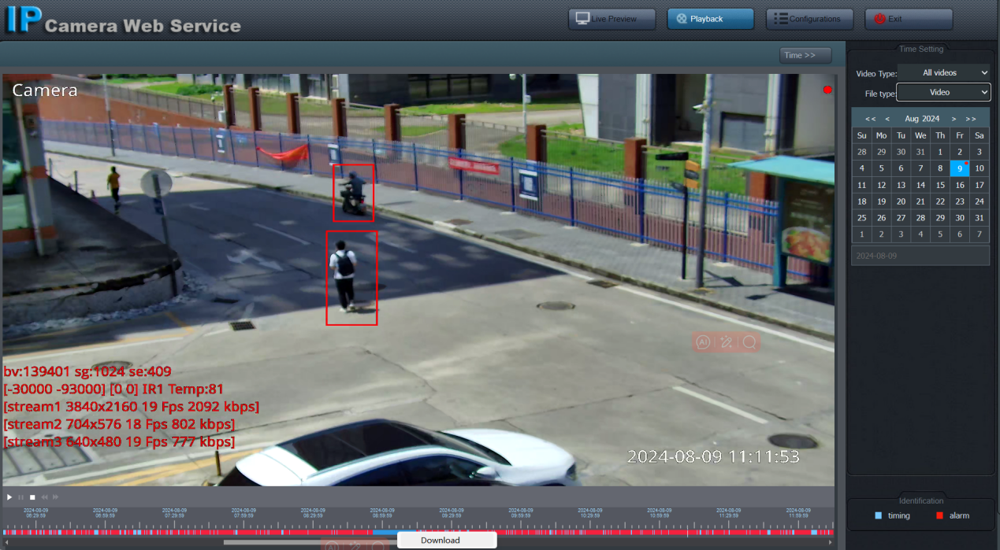 IP Camera Web Service
Live Preview
Playback
Configurations
Exit
Time >>
Time Setting
Video Type: All videos
File type: Video
<< < Aug 2024 > >>
Su Mo Tu We Th Fr Sa
28 29 30 31 1 2 3
4 5 6 7 8 9 10
11 12 13 14 15 16 17
18 19 20 21 22 23 24
25 26 27 28 29 30 31
1 2 3 4 5 6 7
2024-08-09
Camera
AI
bv:139401 sg:1024 se:409
[-30000 -93000] [0 0] IR1 Temp:81
[stream1 3840x2160 19 Fps 2092 kbps]
[stream2 704x576 18 Fps 802 kbps]
[stream3 640x480 19 Fps 777 kbps]
2024-08-09 11:11:53
2024-08-09 2024-08-09 2024-08-09 2024-08-09 2024-08-09 2024-08-09 2024-08-09 2024-08-09 2024-08-09 2024-08-09 2024-08-09 2024-08-09
06:29:59 06:59:59 07:29:59 07:59:59 08:29:59 08:59:59 09:29:59 09:59:59 10:29:59 10:59:59 11:29:59 11:59:59
Download
Identification
timing
alarm